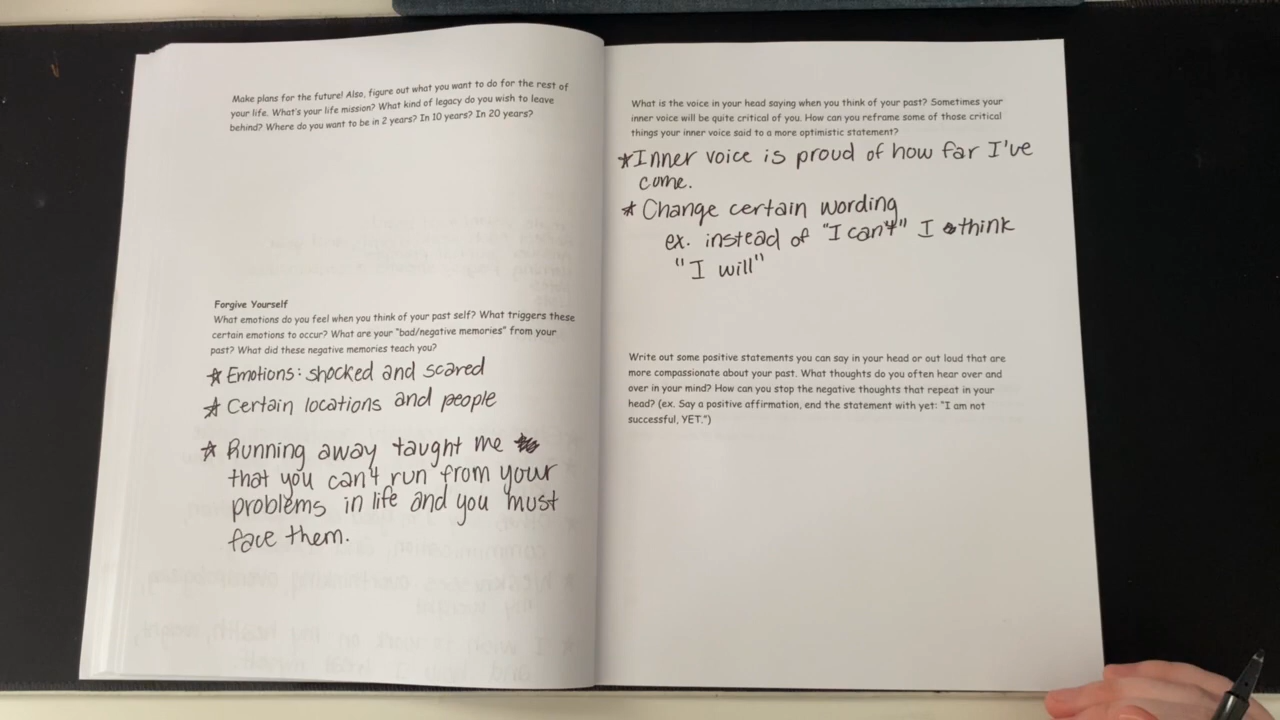 Make plans for the future! Also, figure out what you want to do for the rest of
your life. What's your life mission? What kind of legacy do you wish to leave
behind? Where do you want to be in 2 years? In 10 years? In 20 years?
Forgive Yourself
What emotions do you feel when you think of your past self? What triggers these
certain emotions to occur? What are your "bad/negative memories" from your
past? What did these negative memories teach you?
* Emotions: shocked and scared
* Certain locations and people
* Running away taught me
that you can't run from your
problems in life and you must
face them.
What is the voice in your head saying when you think of your past? Sometimes your
inner voice will be quite critical of you. How can you reframe some of those critical
things your inner voice said to a more optimistic statement?
* Inner voice is proud of how far I've
come.
* Change certain wording
ex. instead of "I can't" I think
"I will"
Write out some positive statements you can say in your head or out loud that are
more compassionate about your past. What thoughts do you often hear over and
over in your mind? How can you stop the negative thoughts that repeat in your
head? (ex. Say a positive affirmation, end the statement with yet: "I am not
successful, YET.")